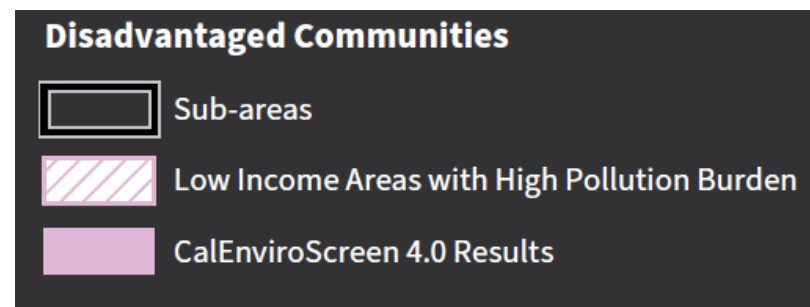 Disadvantaged Communities
Sub-areas
Low Income Areas with High Pollution Burden
CalEnviroScreen 4.0 Results